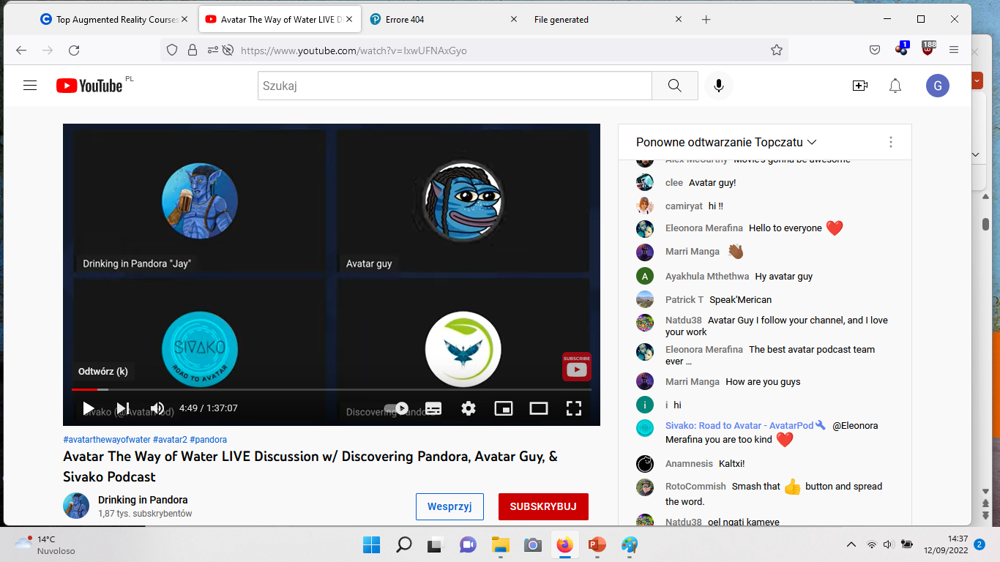 Top Augmented Reality Courses
Avatar The Way of Water LIVE D
Errore 404
File generated
https://www.youtube.com/watch?v=IxwUFNAxGyo
1
188
YouTube PL
Szukaj
G
Drinking in Pandora "Jay"
Avatar guy
SIVAKO
ROAD TO AVATAR
SUBSCRIBE
Odtwórz (k)
Sivako (@AvatarPod)
Discovering Pandora
4:49 / 1:37:07
#avatarthewayofwater #avatar2 #pandora
Avatar The Way of Water LIVE Discussion w/ Discovering Pandora, Avatar Guy, &
Sivako Podcast
Drinking in Pandora
1,87 tys. subskrybentów
Wesprzyj
SUBSKRYBUJ
Ponowne odtwarzanie Topczatu
Alex McCarthy Movie's gonna be awesome
clee Avatar guy!
camiryat hi !!
Eleonora Merafina Hello to everyone ❤️
Marri Manga 👋🏾
A
Ayakhula Mthethwa Hy avatar guy
Patrick T Speak'Merican
Natdu38 Avatar Guy I follow your channel, and I love
your work
Eleonora Merafina The best avatar podcast team
ever ...
Marri Manga How are you guys
i
i hi
Sivako: Road to Avatar - AvatarPod @Eleonora
Merafina you are too kind ❤️
Anamnesis Kaltxi!
RotoCommish Smash that 👍 button and spread
the word.
Natdu38 oel ngati kameye
14°C
Nuvoloso
14:37
12/09/2022
2